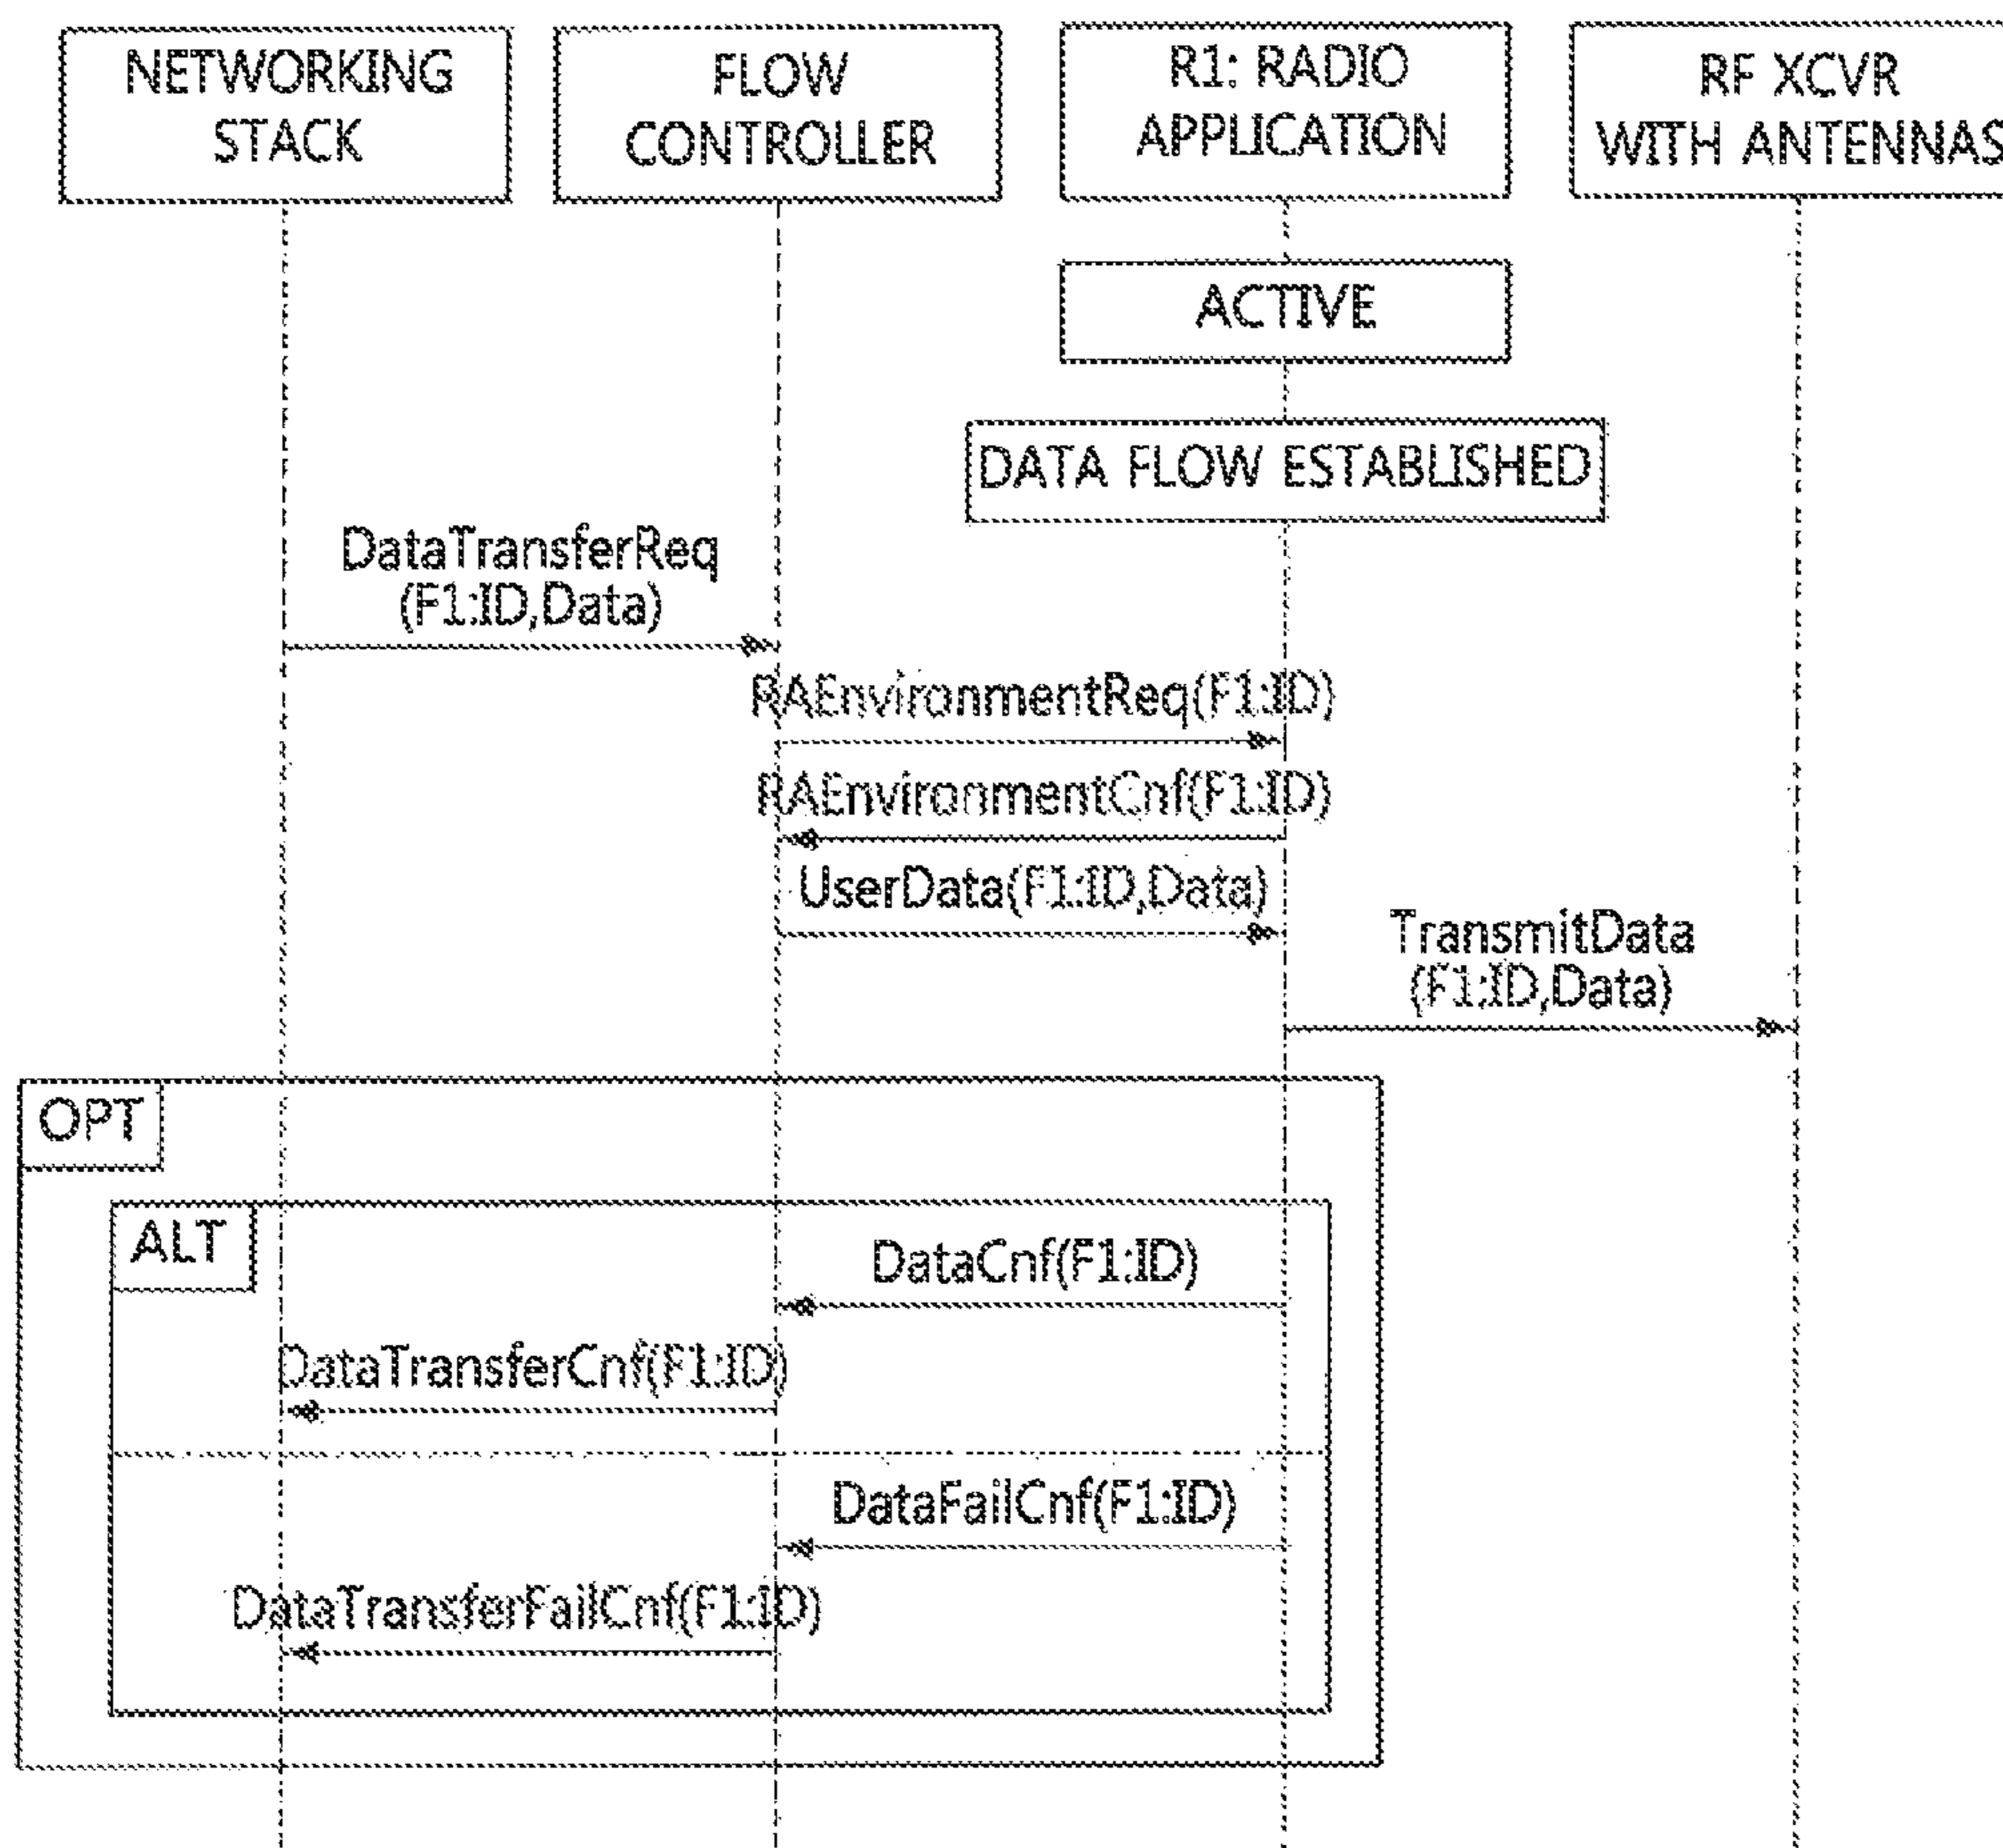 NETWORKING
STACK
FLOW
CONTROLLER
R1: RADIO
APPLICATION
RF XCVR
WITH ANTENNAS
ACTIVE
DATA FLOW ESTABLISHED
DataTransferReq
(F1:ID,Data)
RAEnvironmentReq(F1:ID)
RAEnvironmentCnf(F1:ID)
UserData(F1:ID,Data)
TransmitData
(F1:ID,Data)
OPT
ALT
DataCnf(F1:ID)
DataTransferCnf(F1:ID)
DataFailCnf(F1:ID)
DataTransferFailCnf(F1:ID)